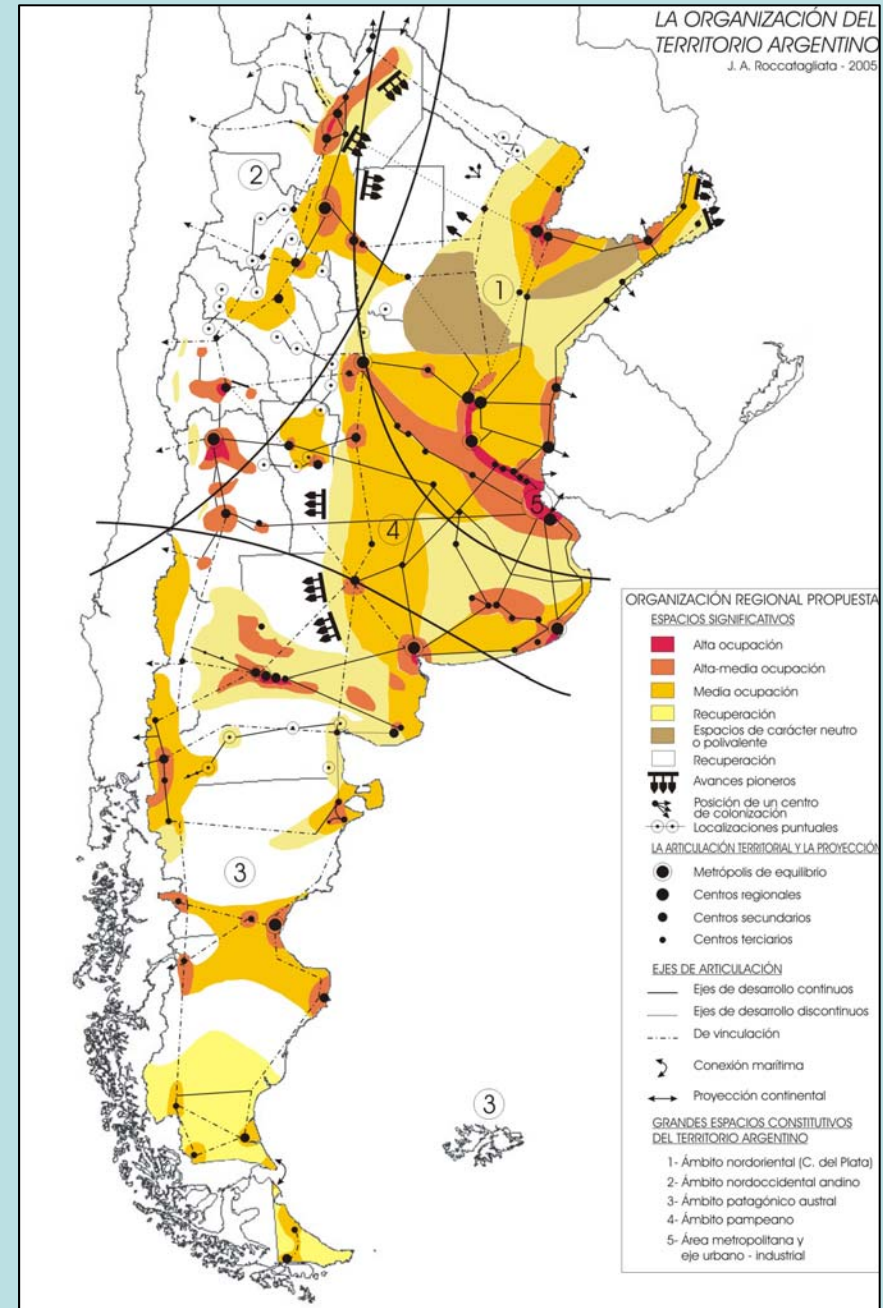 LA ORGANIZACIÓN DEL
TERRITORIO ARGENTINO
J. A. Roccatagliata - 2005
2
1
5
4
3
3
ORGANIZACIÓN REGIONAL PROPUESTA
ESPACIOS SIGNIFICATIVOS
Alta ocupación
Alta-media ocupación
Media ocupación
Recuperación
Espacios de carácter neutro
o polivalente
Recuperación
Avances pioneros
Posición de un centro
de colonización
Localizaciones puntuales
LA ARTICULACIÓN TERRITORIAL Y LA PROYECCIÓN
Metrópolis de equilibrio
Centros regionales
Centros secundarios
Centros terciarios
EJES DE ARTICULACIÓN
Ejes de desarrollo continuos
Ejes de desarrollo discontinuos
De vinculación
Conexión marítima
Proyección continental
GRANDES ESPACIOS CONSTITUTIVOS
DEL TERRITORIO ARGENTINO
1- Ámbito nordoriental (C. del Plata)
2- Ámbito nordoccidental andino
3- Ámbito patagónico austral
4- Ámbito pampeano
5- Área metropolitana y
eje urbano - industrial